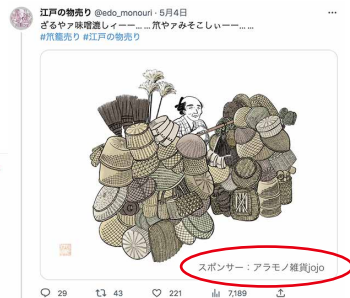 江戸の物売り @edo_monouri · 5月4日
ざるやァ味噌漉しィーー... ... 笊やァみそこしぃーー... ...
#笊籠売り #江戸の物売り
スポンサー：アラモノ雑貨jojo
29 43 221 7,189